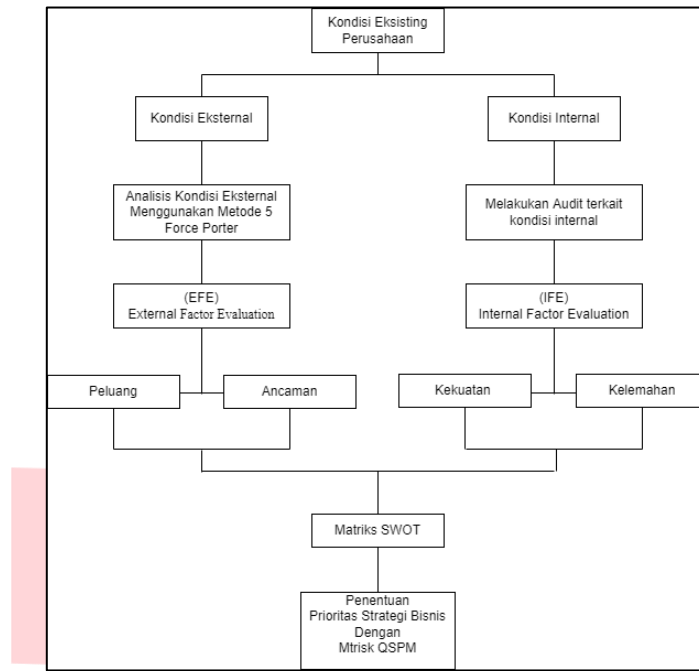 Kondisi Eksisting
Perusahaan
Kondisi Eksternal
Kondisi Internal
Analisis Kondisi Eksternal
Menggunakan Metode 5
Force Porter
Melakukan Audit terkait
kondisi internal
(EFE)
External Factor Evaluation
(IFE)
Internal Factor Evaluation
Peluang
Ancaman
Kekuatan
Kelemahan
Matriks SWOT
Penentuan
Prioritas Strategi Bisnis
Dengan
Mtrisk QSPM